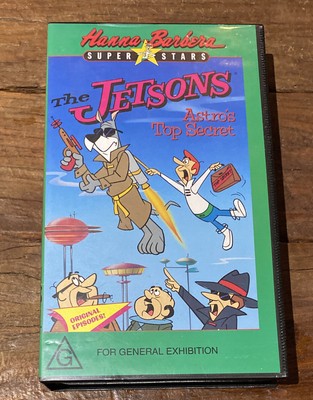 Hanna Barbera
SUPER STARS
The JETSONS
Astro's
Top Secret
ORIGINAL
EPISODES!
G
FOR GENERAL EXHIBITION